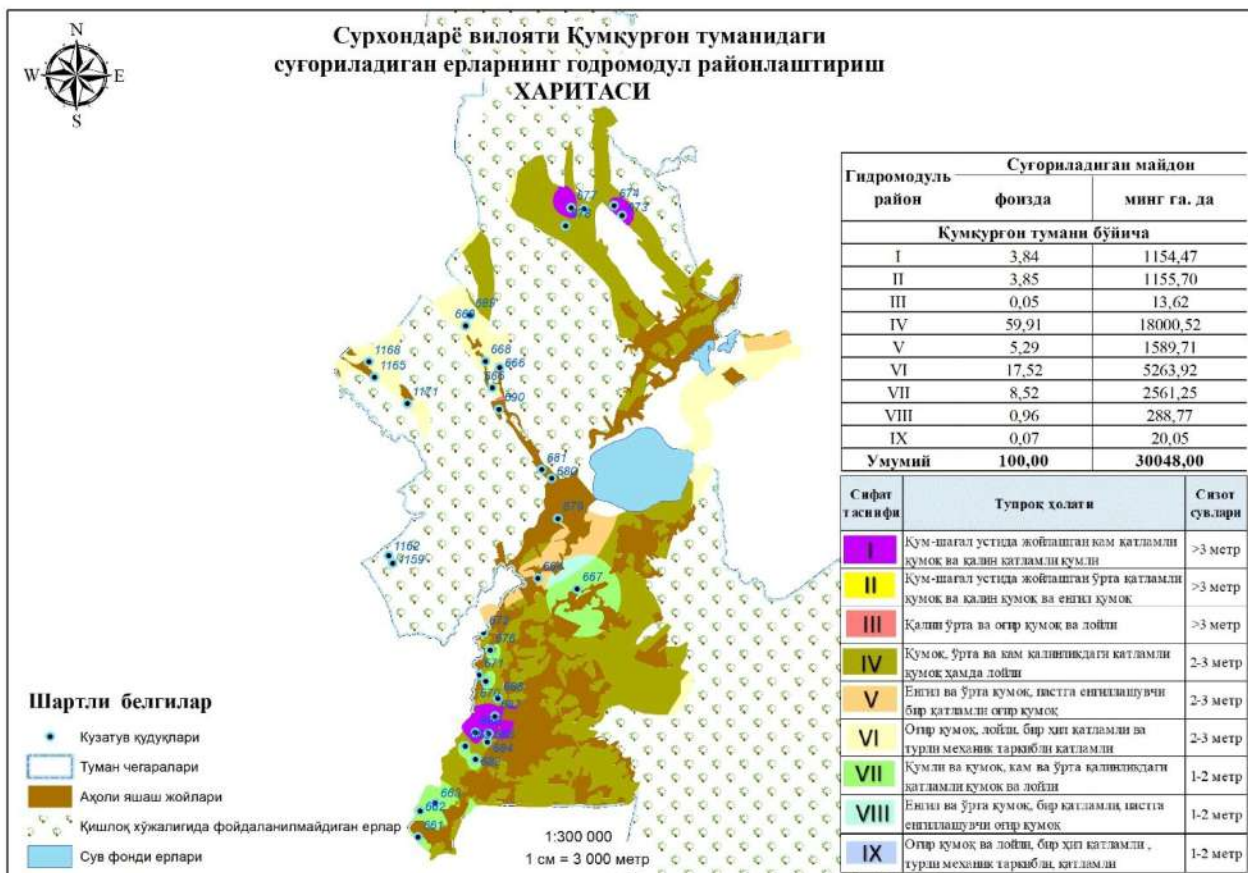 N
W E
S
Сурхондарё вилояти Қумқурғон туманидаги
суғориладиган ерларнинг годромодул районлаштириш
ХАРИТАСИ
Гидромодуль район
Суғориладиган майдон
фоизда
минг га. да
Қумқурғон тумани бўйича
I 3,84 1154,47
II 3,85 1155,70
III 0,05 13,62
IV 59,91 18000,52
V 5,29 1589,71
VI 17,52 5263,92
VII 8,52 2561,25
VIII 0,96 288,77
IX 0,07 20,05
Умумий 100,00 30048,00
Сифат таснифи
Тупроқ ҳолати
Сизот сувлари
I
Қум-шағал устида жойлашган кам қатламли
қумоқ ва қалин қатламли қумли
>3 метр
II
Қум-шағал устида жойлашган ўрта қатламли
қумоқ ва қалин қумоқ ва енгил қумоқ
>3 метр
III
Қалин ўрта ва оғир қумоқ ва лойли
>3 метр
IV
Қумоқ, ўрта ва кам қалинликдаги қатламли
қумоқ ҳамда лойли
2-3 метр
V
Енгил ва ўрта қумоқ, пастга енгиллашувчи
бир қатламли оғир қумоқ
2-3 метр
VI
Оғир қумоқ, лойли, бир хил қатламли ва
турли механик таркибли қатламли
2-3 метр
VII
Қумли ва қумоқ, кам ва ўрта қалинликдаги
қатламли қумоқ ва лойли
1-2 метр
VIII
Енгил ва ўрта қумоқ, бир қатламли, пастга
енгиллашувчи оғир қумоқ
1-2 метр
IX
Оғир қумоқ ва лойли, бир хил қатламли ,
турли механик таркибли, қатламли
1-2 метр
677
674
673
689
668
666
1168
1165
1171
690
681
680
679
1162
1159
667
676
671
663
662
661
Шартли белгилар
Кузатув қудуқлари
Туман чегаралари
Аҳоли яшаш жойлари
Қишлоқ хўжалигида фойдаланилмайдиган ерлар
Сув фонди ерлари
1:300 000
1 см = 3 000 метр